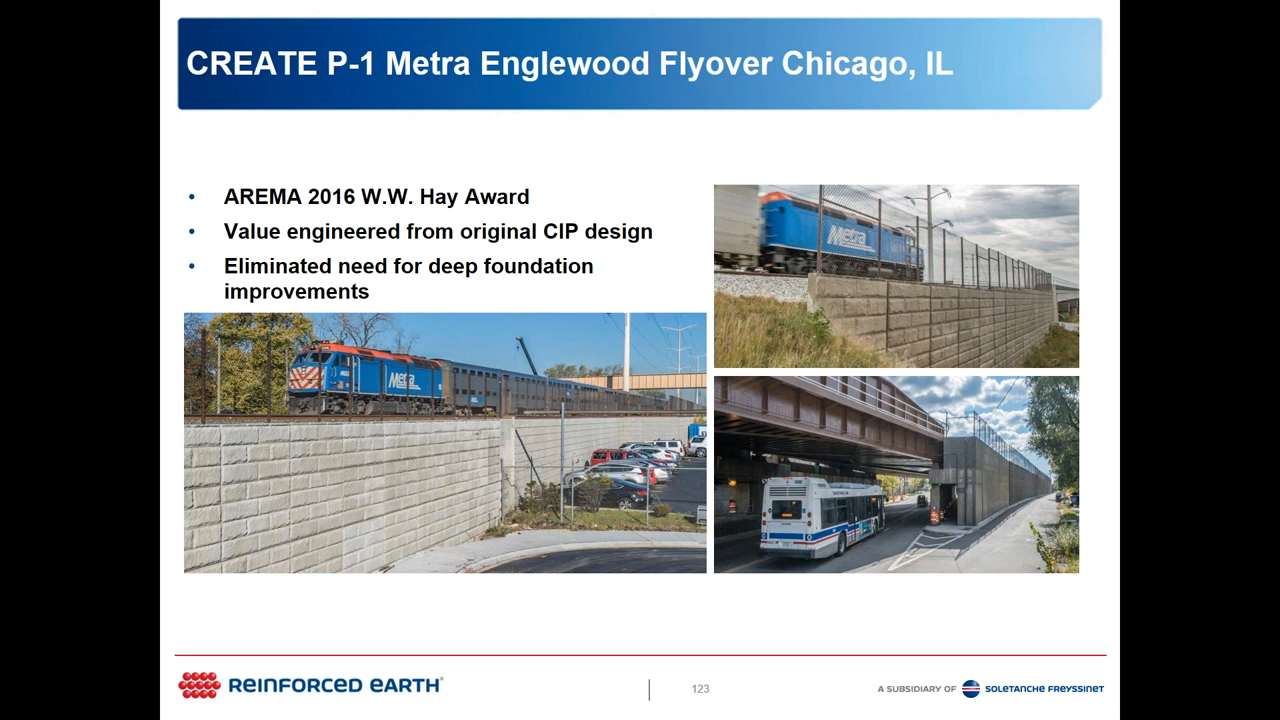 CREATE P-1 Metra Englewood Flyover Chicago, IL
• AREMA 2016 W.W. Hay Award
• Value engineered from original CIP design
• Eliminated need for deep foundation
improvements
Metra
Metra
REINFORCED EARTH®
123
A SUBSIDIARY OF SOLETANCHE FREYSSINET